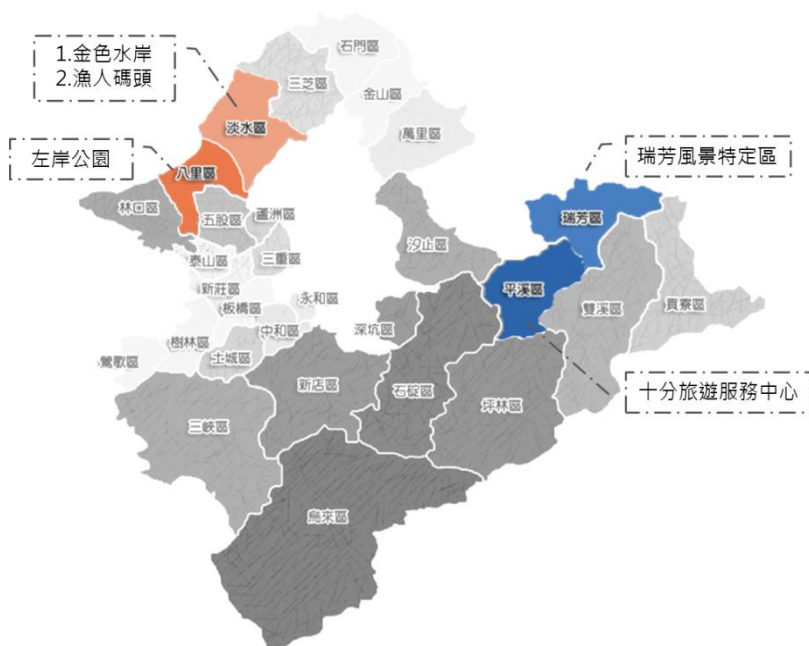 1.金色水岸
2.漁人碼頭
石門區
三芝區
金山區
淡水區
萬里區
左岸公園
瑞芳風景特定區
八里區
林口區
五股區
蘆洲區
瑞芳區
汐止區
泰山區
三重區
平溪區
新莊區
永和區
雙溪區
貢寮區
板橋區
中和區
深坑區
樹林區
土城區
鶯歌區
新店區
石碇區
坪林區
十分旅遊服務中心
三峽區
烏來區